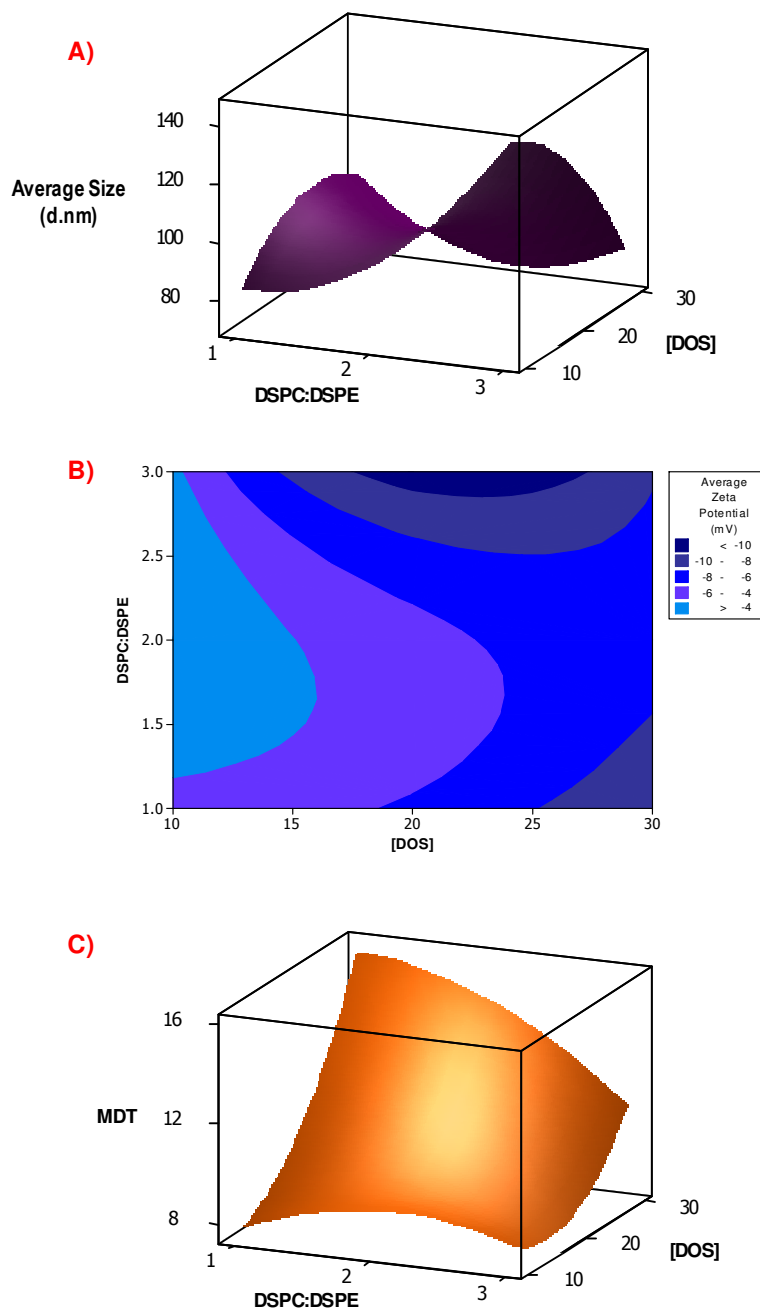 A)
140
120
100
80
Average Size
(d.nm)
1
2
3
DSPC:DSPE
10
20
30
[DOS]
B)
3.0
2.5
2.0
1.5
1.0
DSPC:DSPE
10 15 20 25 30
[DOS]
Average
Zeta
Potential
(mV)
< -10
-10 - -8
-8 - -6
-6 - -4
> -4
C)
16
12
8
MDT
1
2
3
DSPC:DSPE
10
20
30
[DOS]